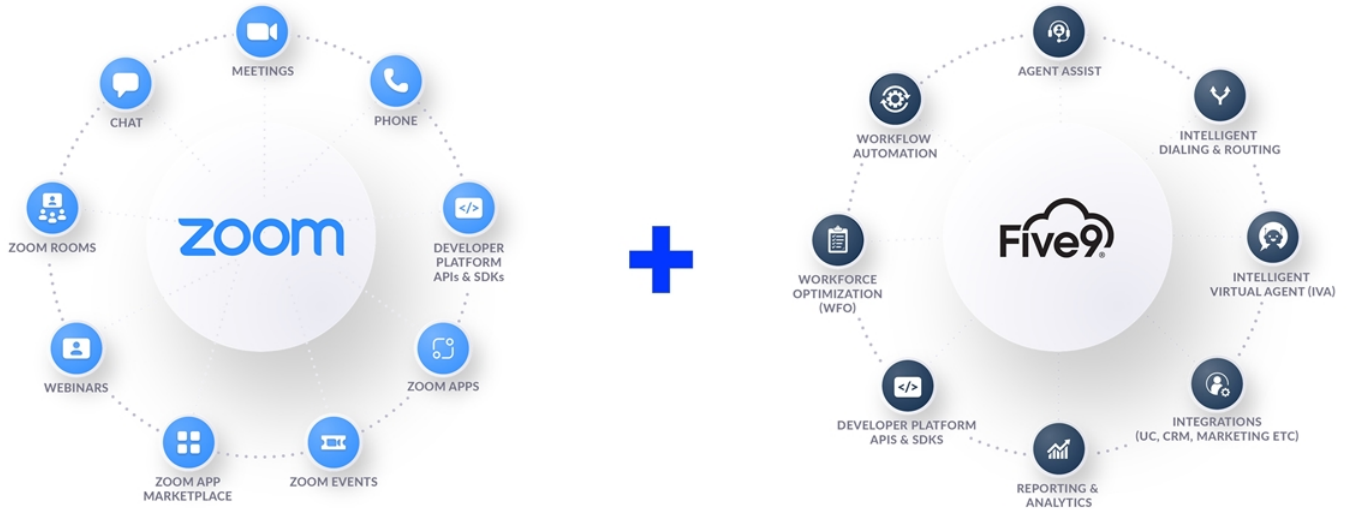 MEETINGS
PHONE
DEVELOPER
PLATFORM
APIs & SDKs
ZOOM APPS
ZOOM EVENTS
ZOOM APP
MARKETPLACE
WEBINARS
ZOOM ROOMS
CHAT
zoom
+
AGENT ASSIST
INTELLIGENT
DIALING & ROUTING
INTELLIGENT
VIRTUAL AGENT (IVA)
INTEGRATIONS
(UC, CRM, MARKETING ETC)
REPORTING &
ANALYTICS
DEVELOPER PLATFORM
APIS & SDKS
WORKFORCE
OPTIMIZATION
(WFO)
WORKFLOW
AUTOMATION
Five9®